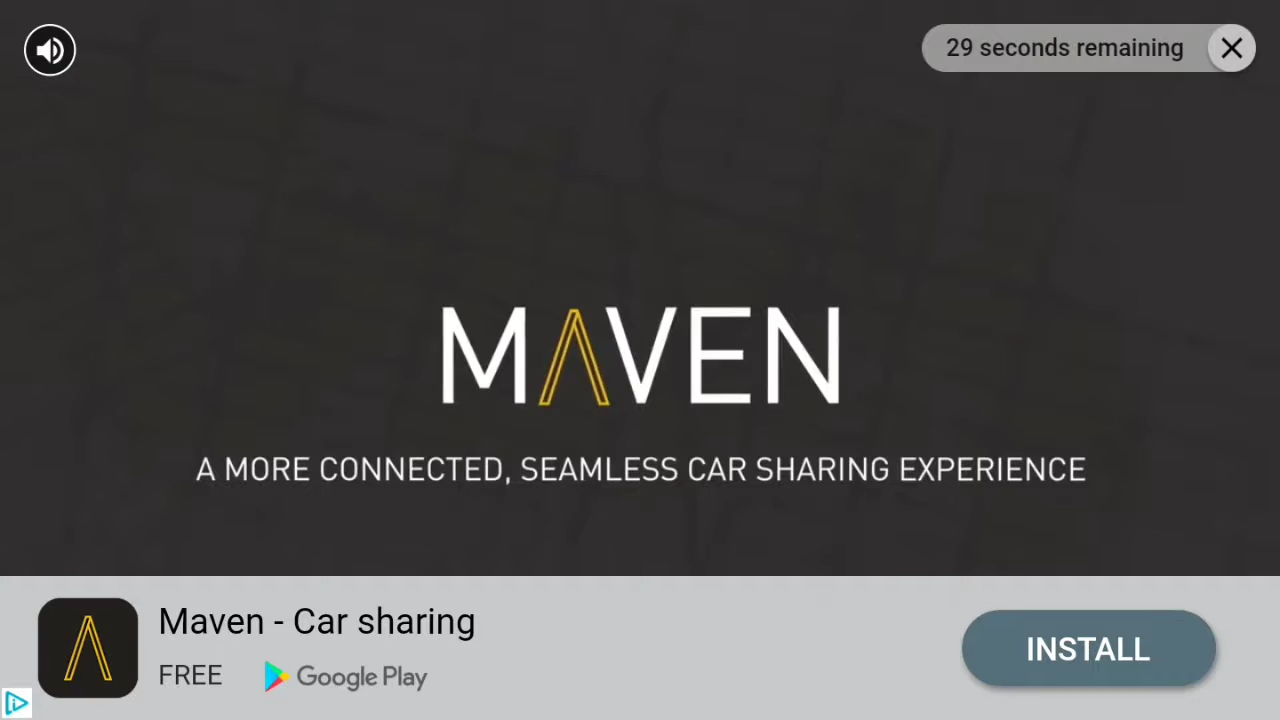 29 seconds remaining
MAVEN
A MORE CONNECTED, SEAMLESS CAR SHARING EXPERIENCE
Maven - Car sharing
FREE
Google Play
INSTALL